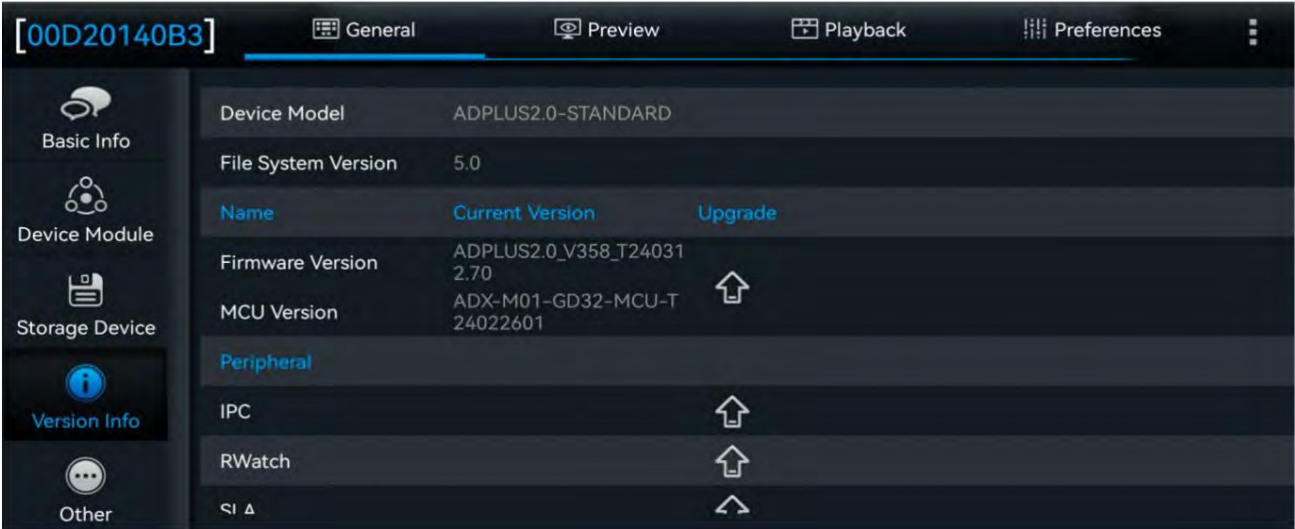 [00D20140B3]
General
Preview
Playback
Preferences
Basic Info
Device Module
Storage Device
Version Info
Other
Device Model ADPLUS2.0-STANDARD
File System Version 5.0
Name Current Version Upgrade
Firmware Version ADPLUS2.0_V358_T24031
2.70
MCU Version ADX-M01-GD32-MCU-T
24022601
Peripheral
IPC
RWatch
SLA